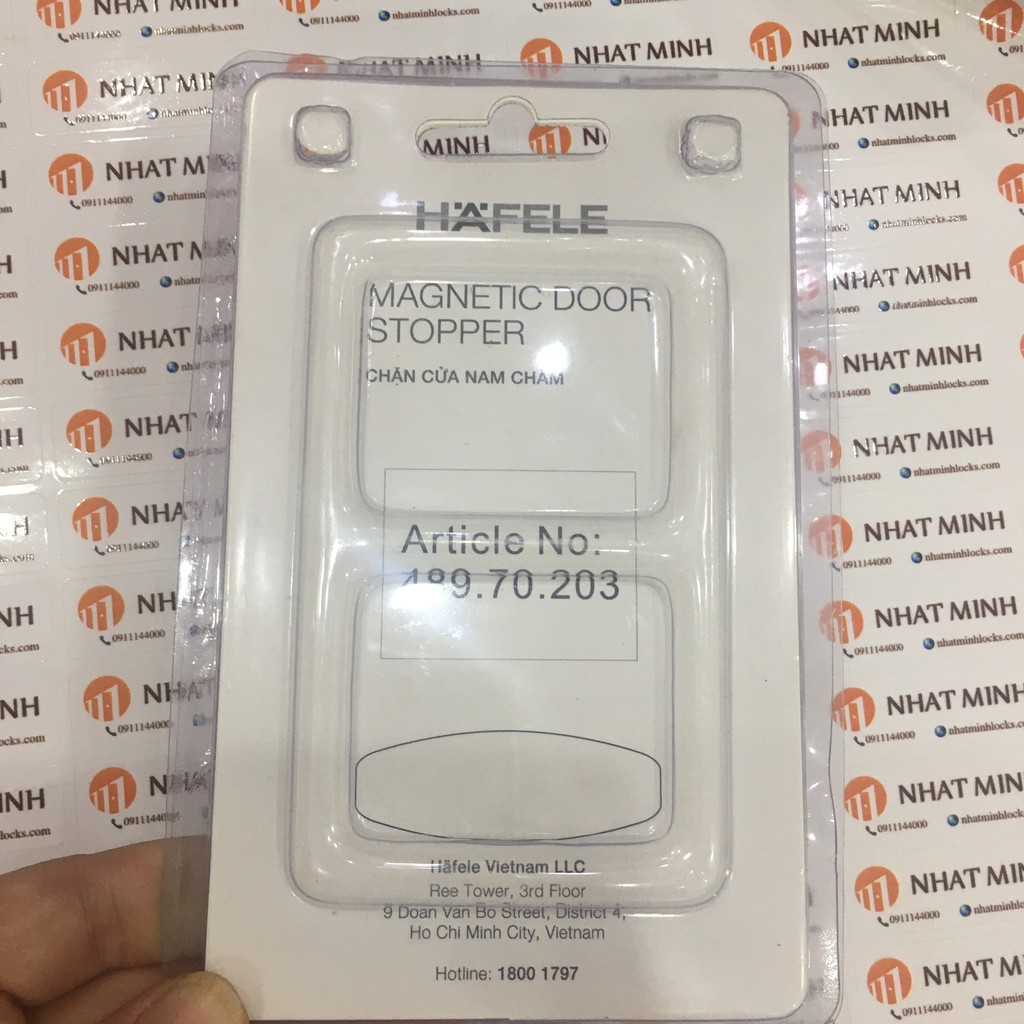 HÄFELE
MAGNETIC DOOR
STOPPER
CHẶN CỬA NAM CHÂM
Article No:
489.70.203
Häfele Vietnam LLC
Ree Tower, 3rd Floor
9 Doan Van Bo Street, District 4,
Ho Chi Minh City, Vietnam
Hotline: 1800 1797
NHAT MINH
0911144000
nhatminhlocks.com